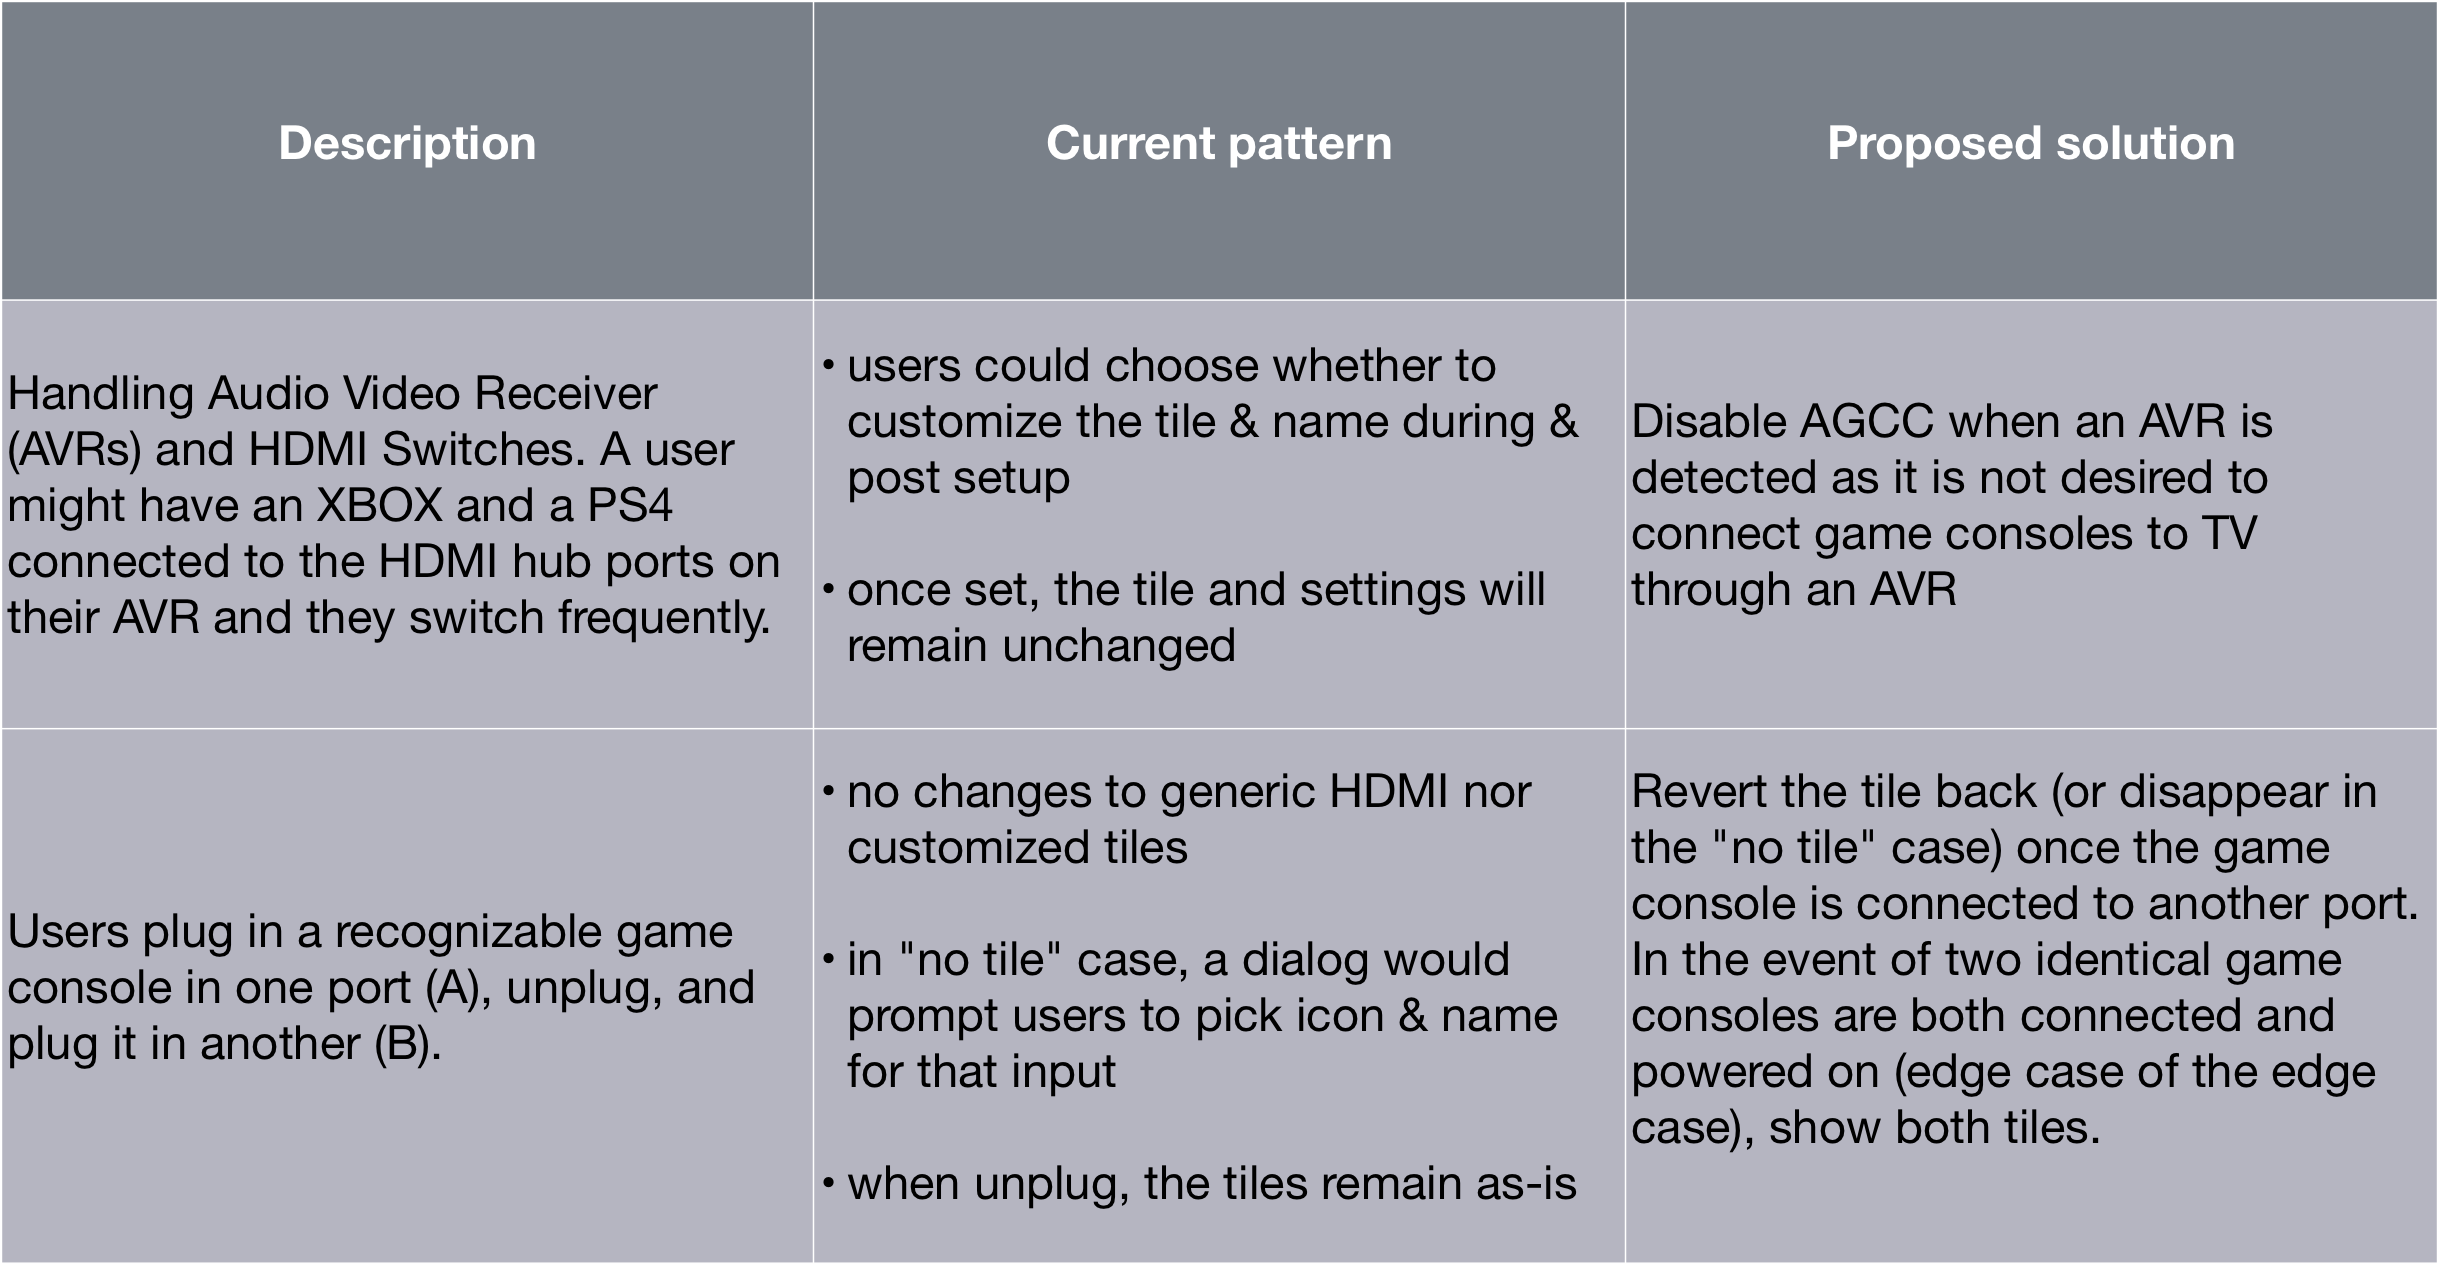 Description
Current pattern
Proposed solution
Handling Audio Video Receiver
(AVRs) and HDMI Switches. A user
might have an XBOX and a PS4
connected to the HDMI hub ports on
their AVR and they switch frequently.
• users could choose whether to
customize the tile & name during &
post setup
• once set, the tile and settings will
remain unchanged
Disable AGCC when an AVR is
detected as it is not desired to
connect game consoles to TV
through an AVR
Users plug in a recognizable game
console in one port (A), unplug, and
plug it in another (B).
• no changes to generic HDMI nor
customized tiles
• in "no tile" case, a dialog would
prompt users to pick icon & name
for that input
• when unplug, the tiles remain as-is
Revert the tile back (or disappear in
the "no tile" case) once the game
console is connected to another port.
In the event of two identical game
consoles are both connected and
powered on (edge case of the edge
case), show both tiles.